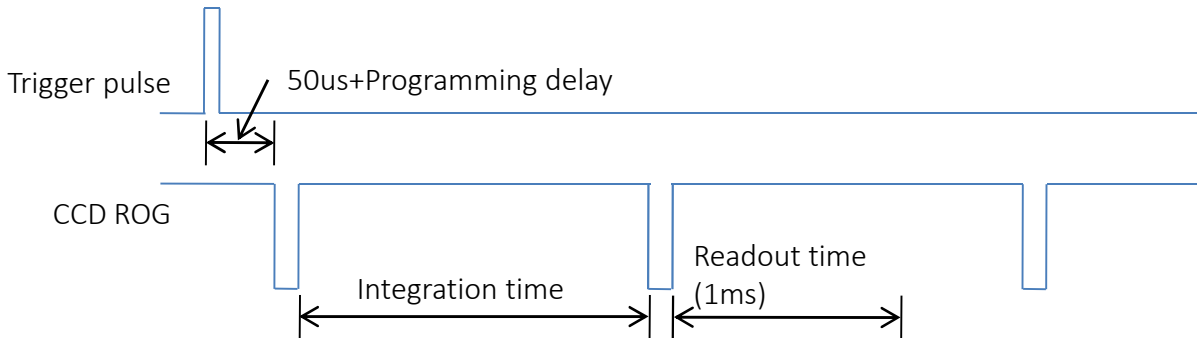 Trigger pulse
50us+Programming delay
CCD ROG
Integration time
Readout time
(1ms)